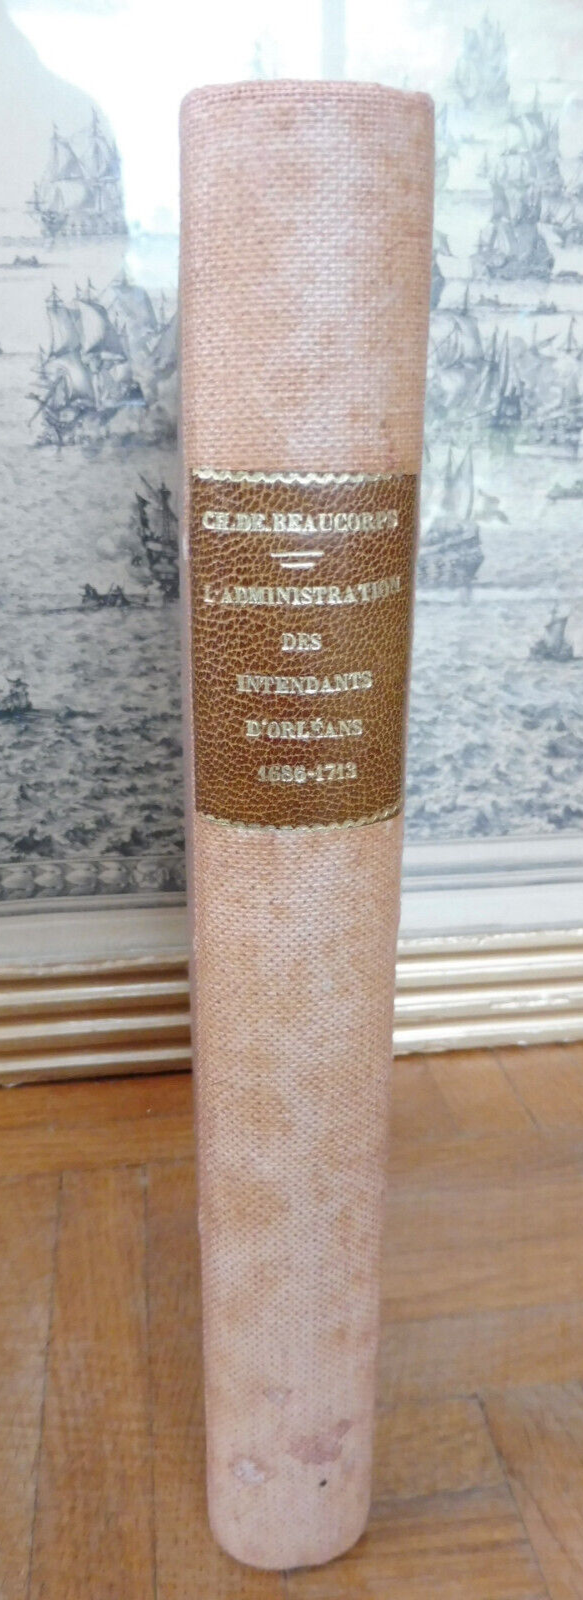 CH.DE.BEAUCORPS
L'ADMINISTRATION
DES
INTENDANTS
D'ORLÉANS
1686-1713